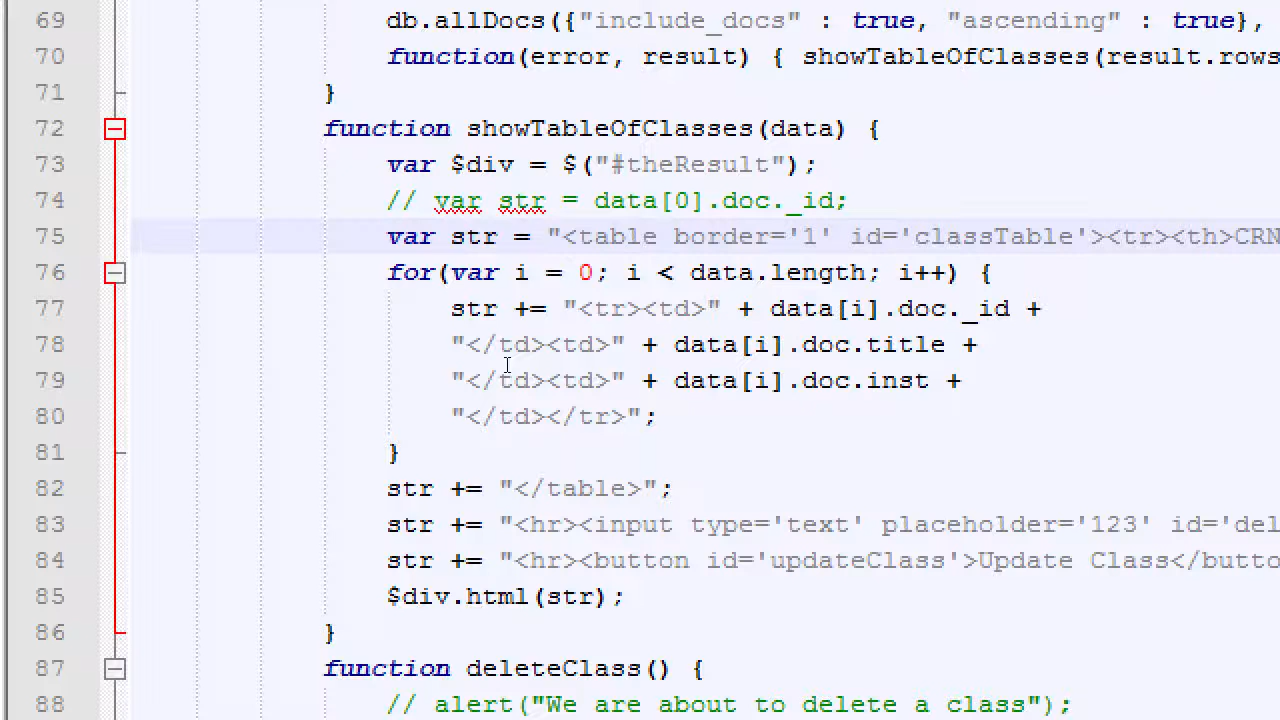 69 db.allDocs({"include_docs" : true, "ascending" : true},
70 function(error, result) { showTableOfClasses(result.rows
71 }
72 function showTableOfClasses(data) {
73 var $div = $("#theResult");
74 // var str = data[0].doc._id;
75 var str = "<table border='1' id='classTable'><tr><th>CRN
76 for(var i = 0; i < data.length; i++) {
77 str += "<tr><td>" + data[i].doc._id +
78 "</td><td>" + data[i].doc.title +
79 "</td><td>" + data[i].doc.inst +
80 "</td></tr>";
81 }
82 str += "</table>";
83 str += "<hr><input type='text' placeholder='123' id='del
84 str += "<hr><button id='updateClass'>Update Class</butto
85 $div.html(str);
86 }
87 function deleteClass() {
88 // alert("We are about to delete a class");